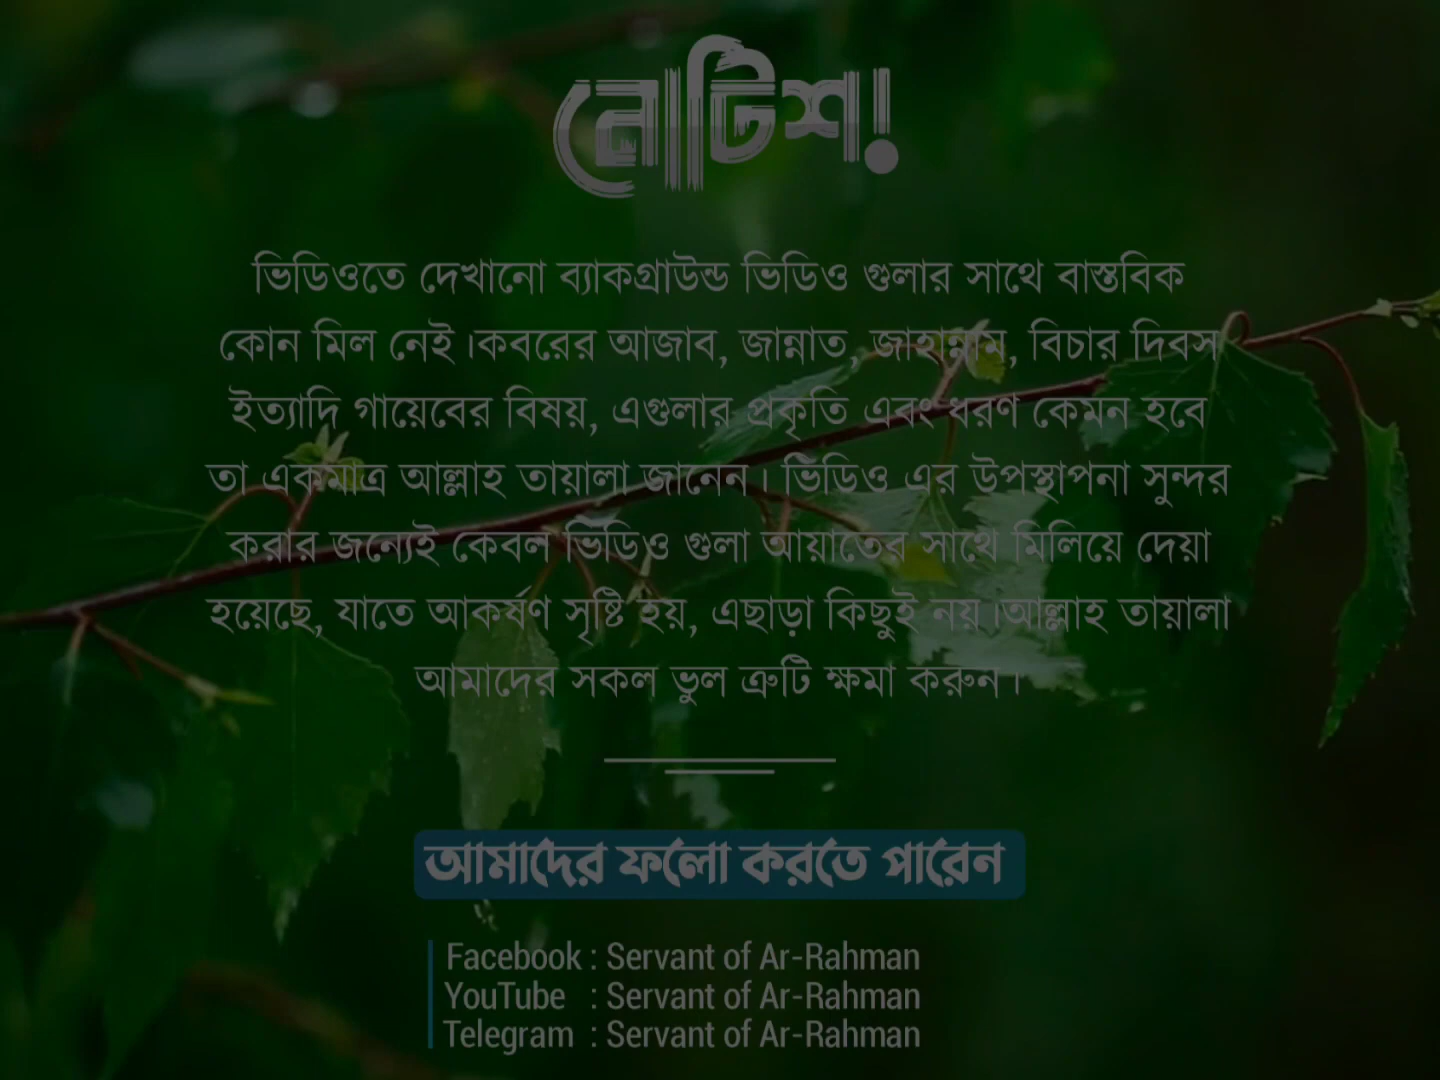 নোটিশ!
ভিডিওতে দেখানো ব্যাকগ্রাউন্ড ভিডিও গুলার সাথে বাস্তবিক
কোন মিল নেই।কবরের আজাব, জান্নাত, জাহান্নাম, বিচার দিবস
ইত্যাদি গায়েবের বিষয়, এগুলার প্রকৃতি এবং ধরণ কেমন হবে
তা একমাত্র আল্লাহ তায়ালা জানেন। ভিডিও এর উপস্থাপনা সুন্দর
করার জন্যেই কেবল ভিডিও গুলা আয়াতের সাথে মিলিয়ে দেয়া
হয়েছে, যাতে আকর্ষণ সৃষ্টি হয়, এছাড়া কিছুই নয়।আল্লাহ তায়ালা
আমাদের সকল ভুল ত্রুটি ক্ষমা করুন।
আমাদের ফলো করতে পারেন
Facebook : Servant of Ar-Rahman
YouTube : Servant of Ar-Rahman
Telegram : Servant of Ar-Rahman